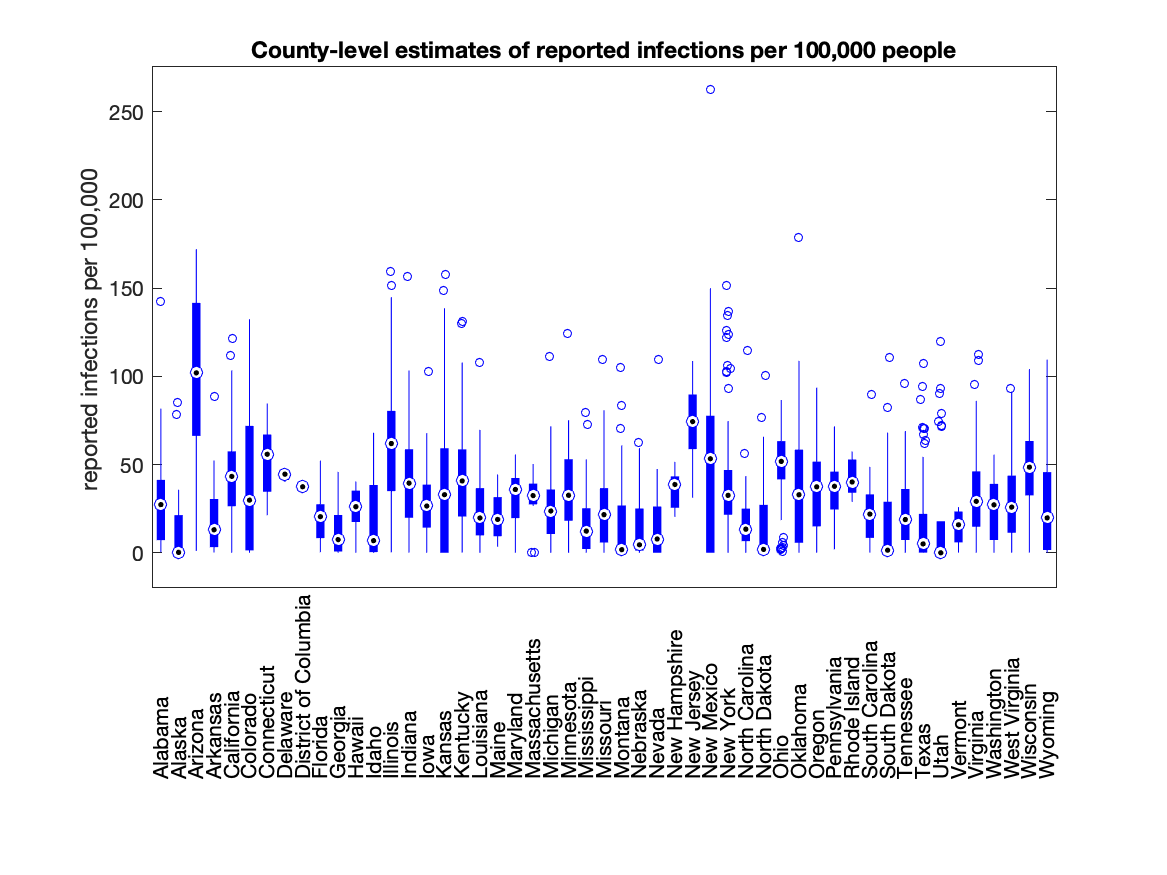 County-level estimates of reported infections per 100,000 people
reported infections per 100,000
250
200
150
100
50
0
Alabama
Alaska
Arizona
Arkansas
California
Colorado
Connecticut
Delaware
District of Columbia
Florida
Georgia
Hawaii
Idaho
Illinois
Indiana
Iowa
Kansas
Kentucky
Louisiana
Maine
Maryland
Massachusetts
Michigan
Minnesota
Mississippi
Missouri
Montana
Nebraska
Nevada
New Hampshire
New Jersey
New Mexico
New York
North Carolina
North Dakota
Ohio
Oklahoma
Oregon
Pennsylvania
Rhode Island
South Carolina
South Dakota
Tennessee
Texas
Utah
Vermont
Virginia
Washington
West Virginia
Wisconsin
Wyoming